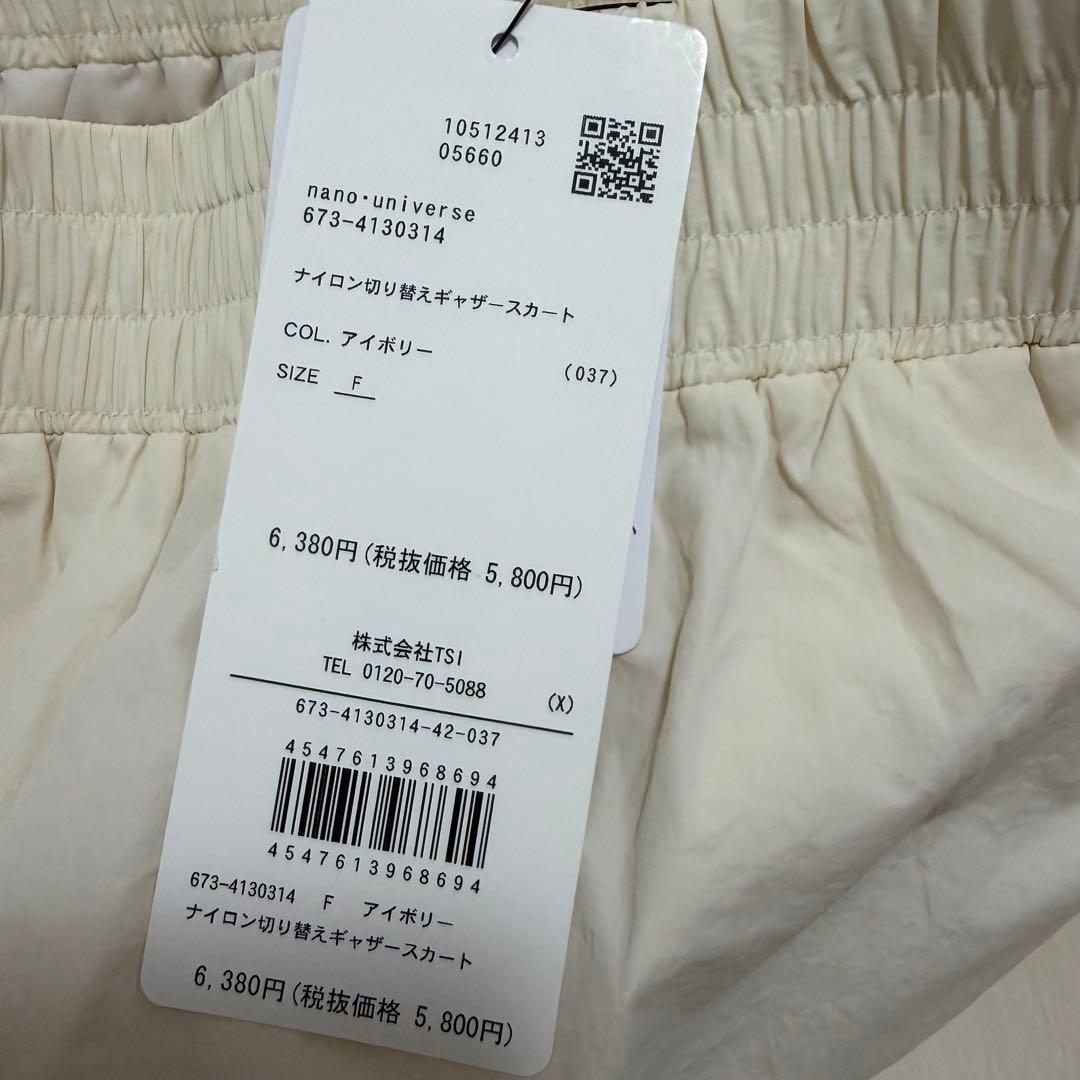 10512413
05660
nano・universe
673-4130314
ナイロン切り替えギャザースカート
COL. アイボリー (037)
SIZE F
6,380円(税抜価格 5,800円)
株式会社TSI
TEL 0120-70-5088 (X)
673-4130314-42-037
4547613968694
4547613968694
673-4130314 F アイボリー
ナイロン切り替えギャザースカート
6,380円(税抜価格 5,800円)